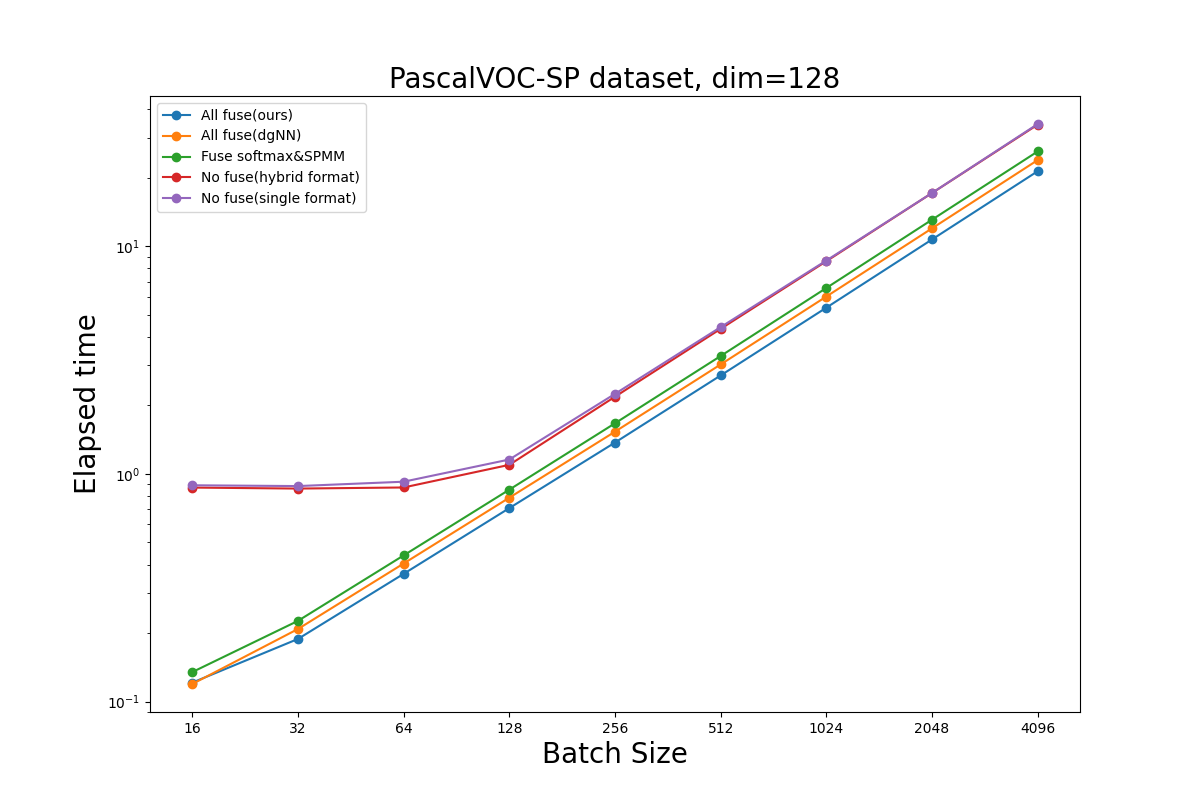 PascalVOC-SP dataset, dim=128
All fuse(ours)
All fuse(dgNN)
Fuse softmax&SPMM
No fuse(hybrid format)
No fuse(single format)
Elapsed time
10¹
10⁰
10⁻¹
16 32 64 128 256 512 1024 2048 4096
Batch Size